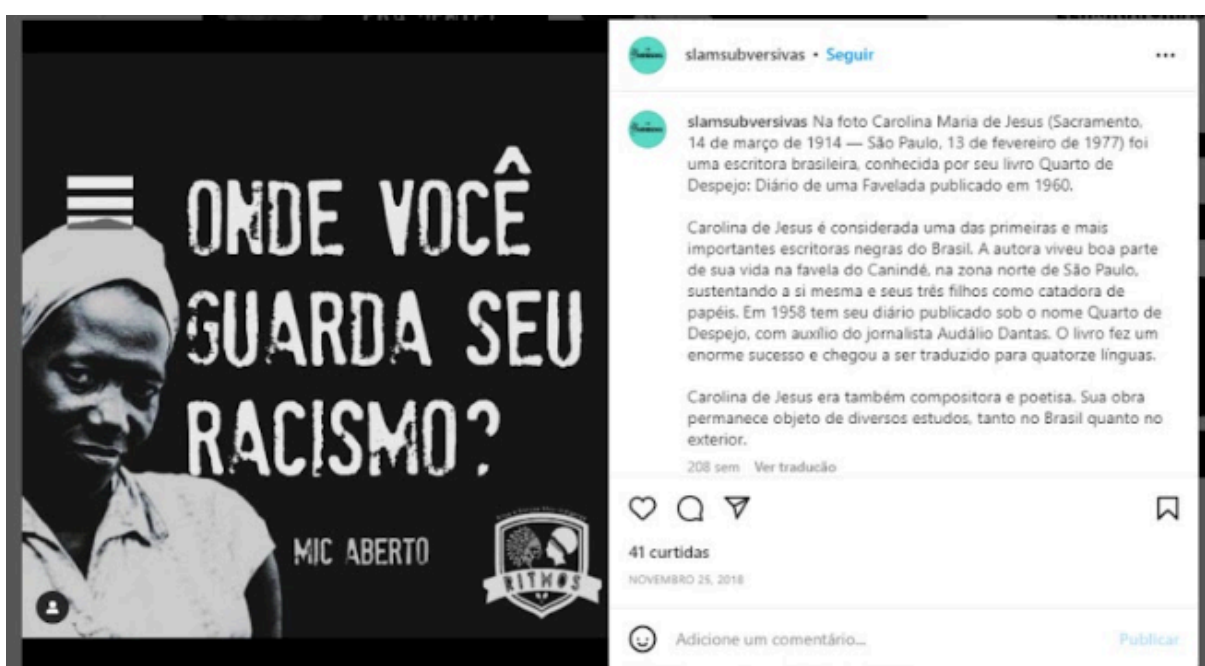 ONDE VOCÊ
GUARDA SEU
RACISMO?
MIC ABERTO
RITMOS
slamsubversivas • Seguir
slamsubversivas Na foto Carolina Maria de Jesus (Sacramento,
14 de março de 1914 — São Paulo, 13 de fevereiro de 1977) foi
uma escritora brasileira, conhecida por seu livro Quarto de
Despejo: Diário de uma Favelada publicado em 1960.
Carolina de Jesus é considerada uma das primeiras e mais
importantes escritoras negras do Brasil. A autora viveu boa parte
de sua vida na favela do Canindé, na zona norte de São Paulo,
sustentando a si mesma e seus três filhos como catadora de
papéis. Em 1958 tem seu diário publicado sob o nome Quarto de
Despejo, com auxílio do jornalista Audálio Dantas. O livro fez um
enorme sucesso e chegou a ser traduzido para quatorze línguas.
Carolina de Jesus era também compositora e poetisa. Sua obra
permanece objeto de diversos estudos, tanto no Brasil quanto no
exterior.
208 sem Ver tradução
41 curtidas
NOVEMBRO 25, 2018
Adicione um comentário...
Publicar